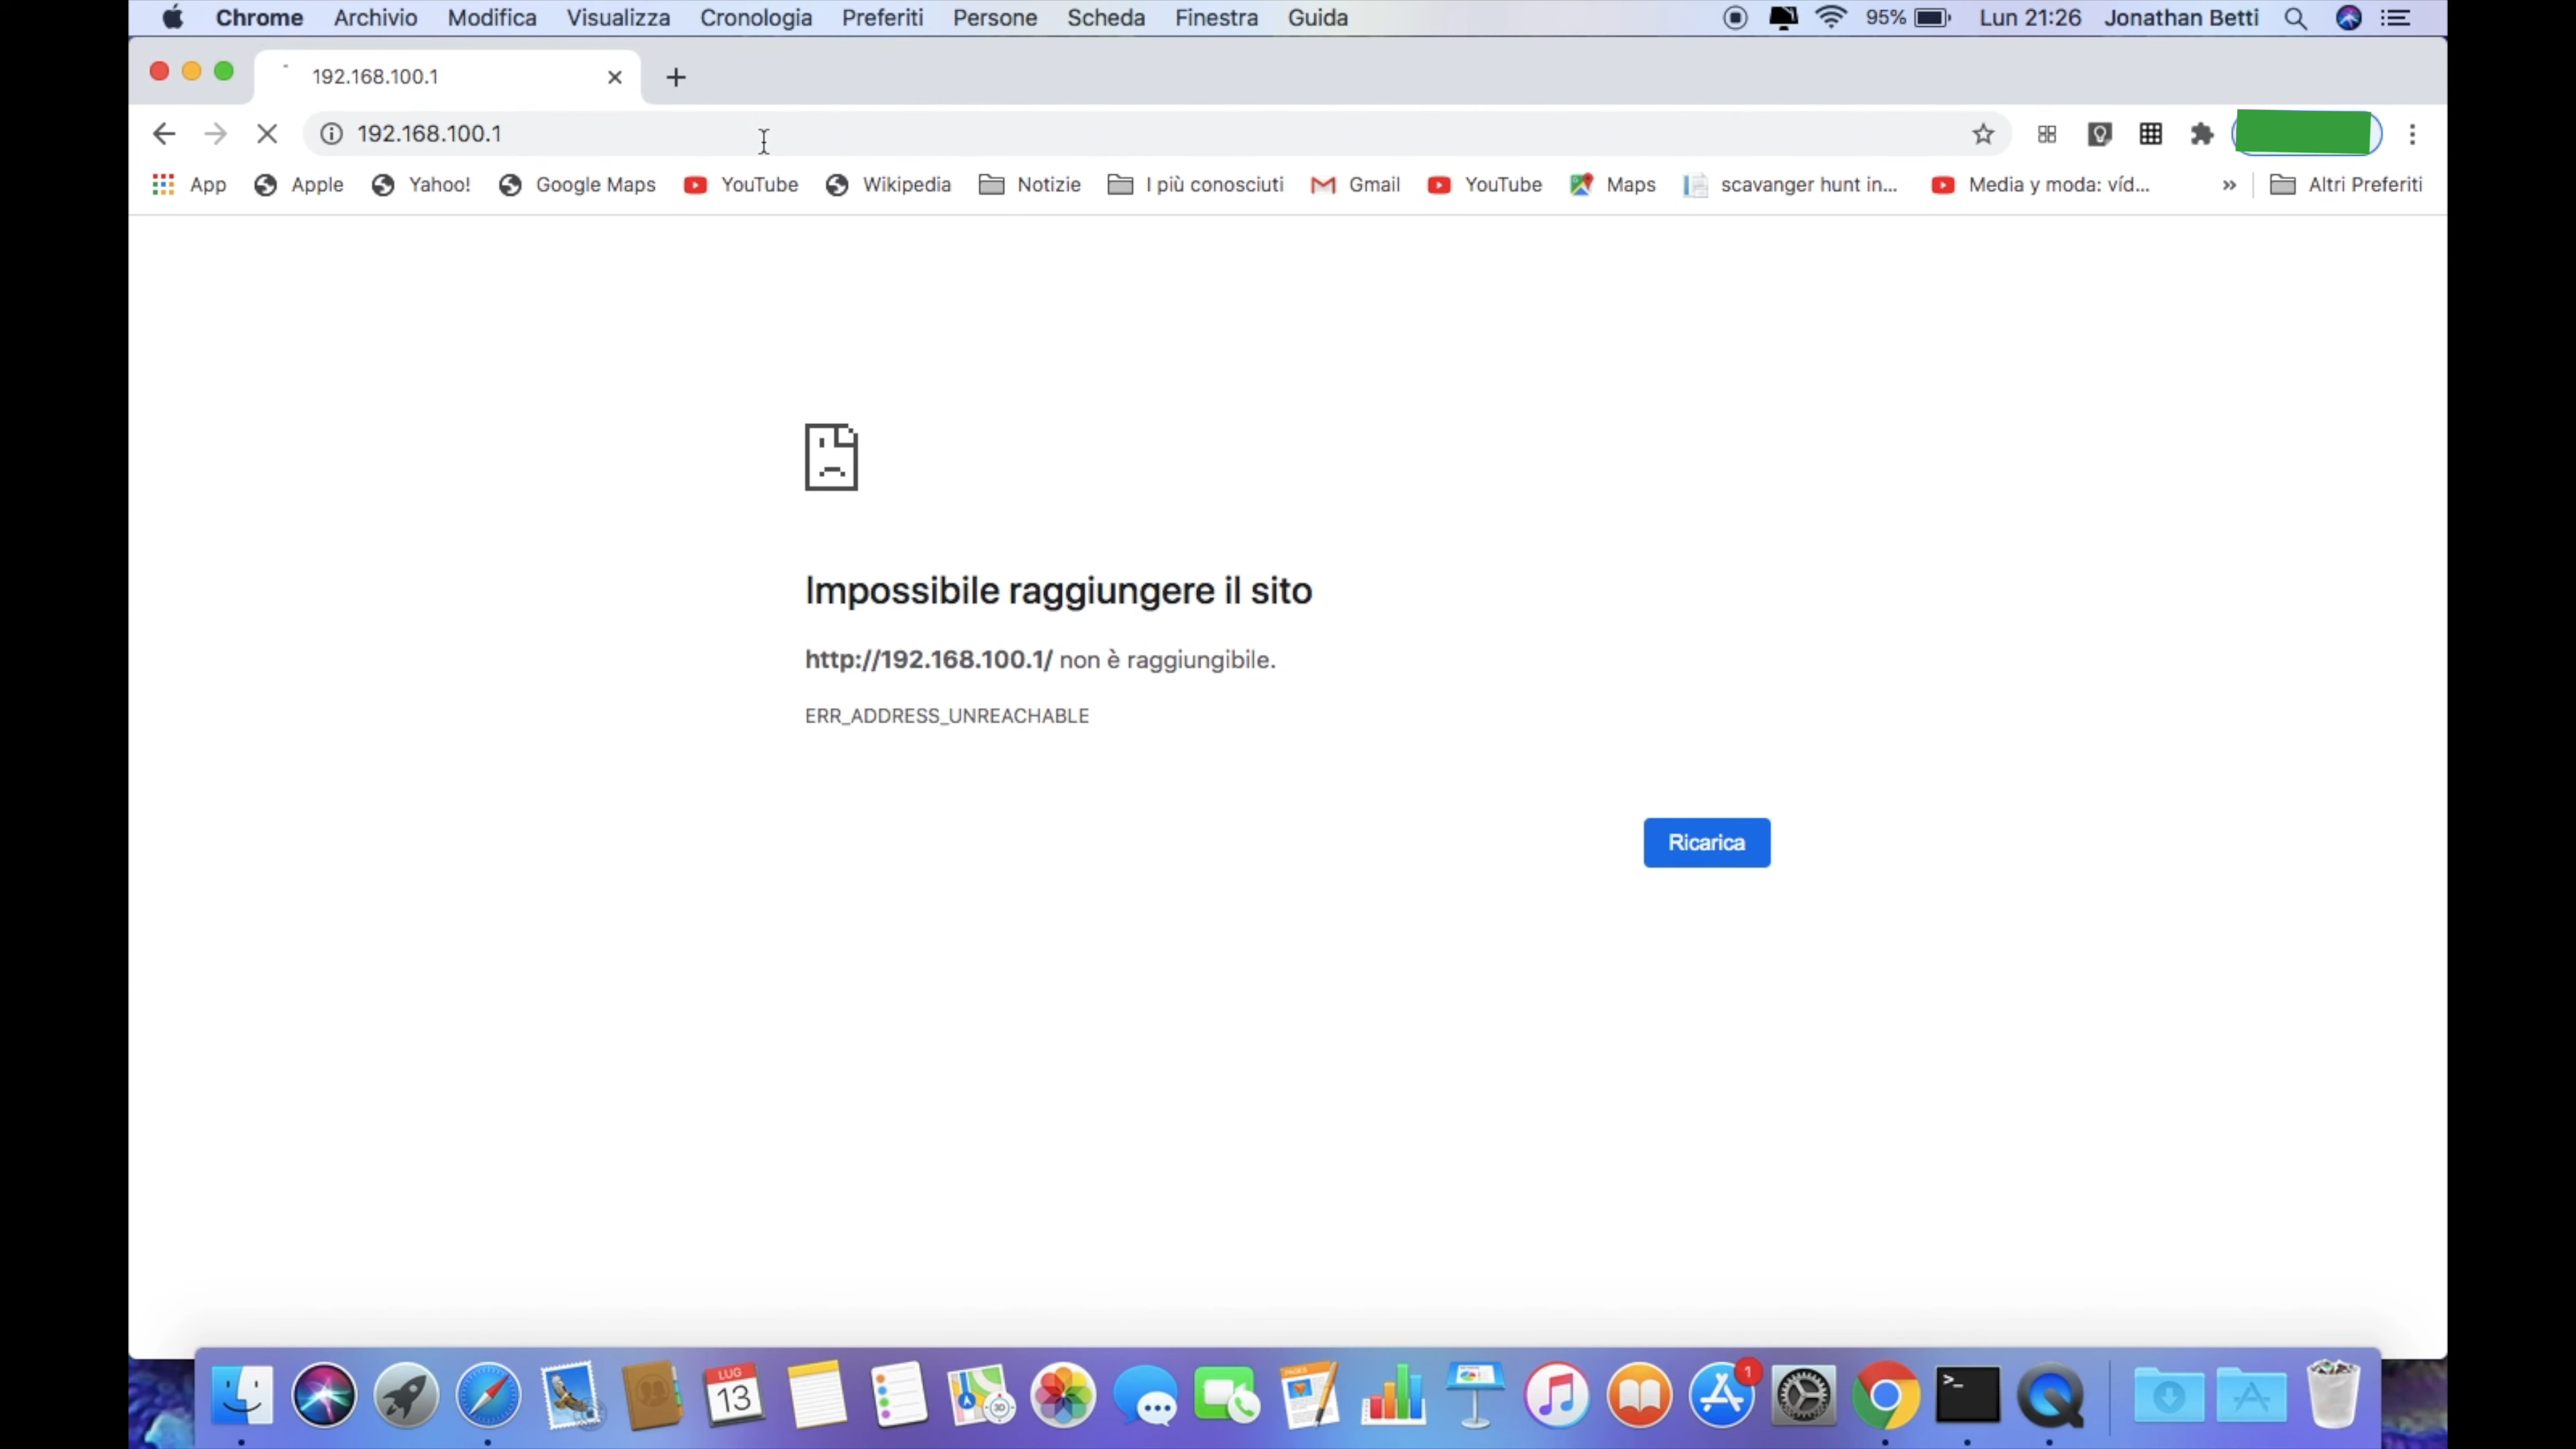 Chrome Archivio Modifica Visualizza Cronologia Preferiti Persone Scheda Finestra Guida 95% Lun 21:26 Jonathan Betti
192.168.100.1
192.168.100.1
App Apple Yahoo! Google Maps YouTube Wikipedia Notizie I più conosciuti Gmail YouTube Maps scavanger hunt in... Media y moda: víd... » Altri Preferiti
Impossibile raggiungere il sito
http://192.168.100.1/ non è raggiungibile.
ERR_ADDRESS_UNREACHABLE
Ricarica
LUG
13
3D
PAGES
1
>_